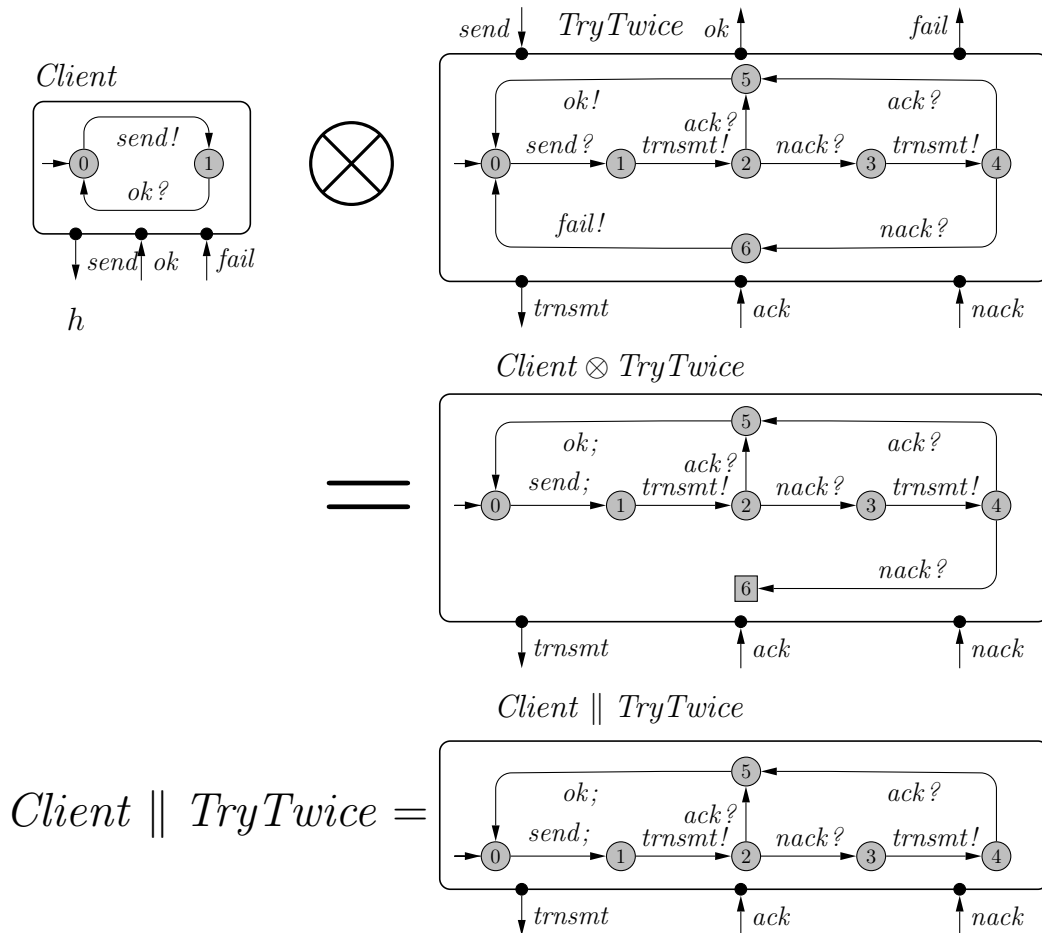 send TryTwice ok fail
Client
5
ok! ack? ack?
send! send? trnsmt! nack? trnsmt!
0 1 0 1 2 3 4
ok?
fail! nack?
6
send ok fail
trnsmt ack nack
h
Client ⊗ TryTwice
5
ok; ack? ack?
send; trnsmt! nack? trnsmt!
= 0 1 2 3 4
nack?
6
trnsmt ack nack
Client ∥ TryTwice
5
ok; ack? ack?
Client ∥ TryTwice =
send; trnsmt! nack? trnsmt!
0 1 2 3 4
trnsmt ack nack